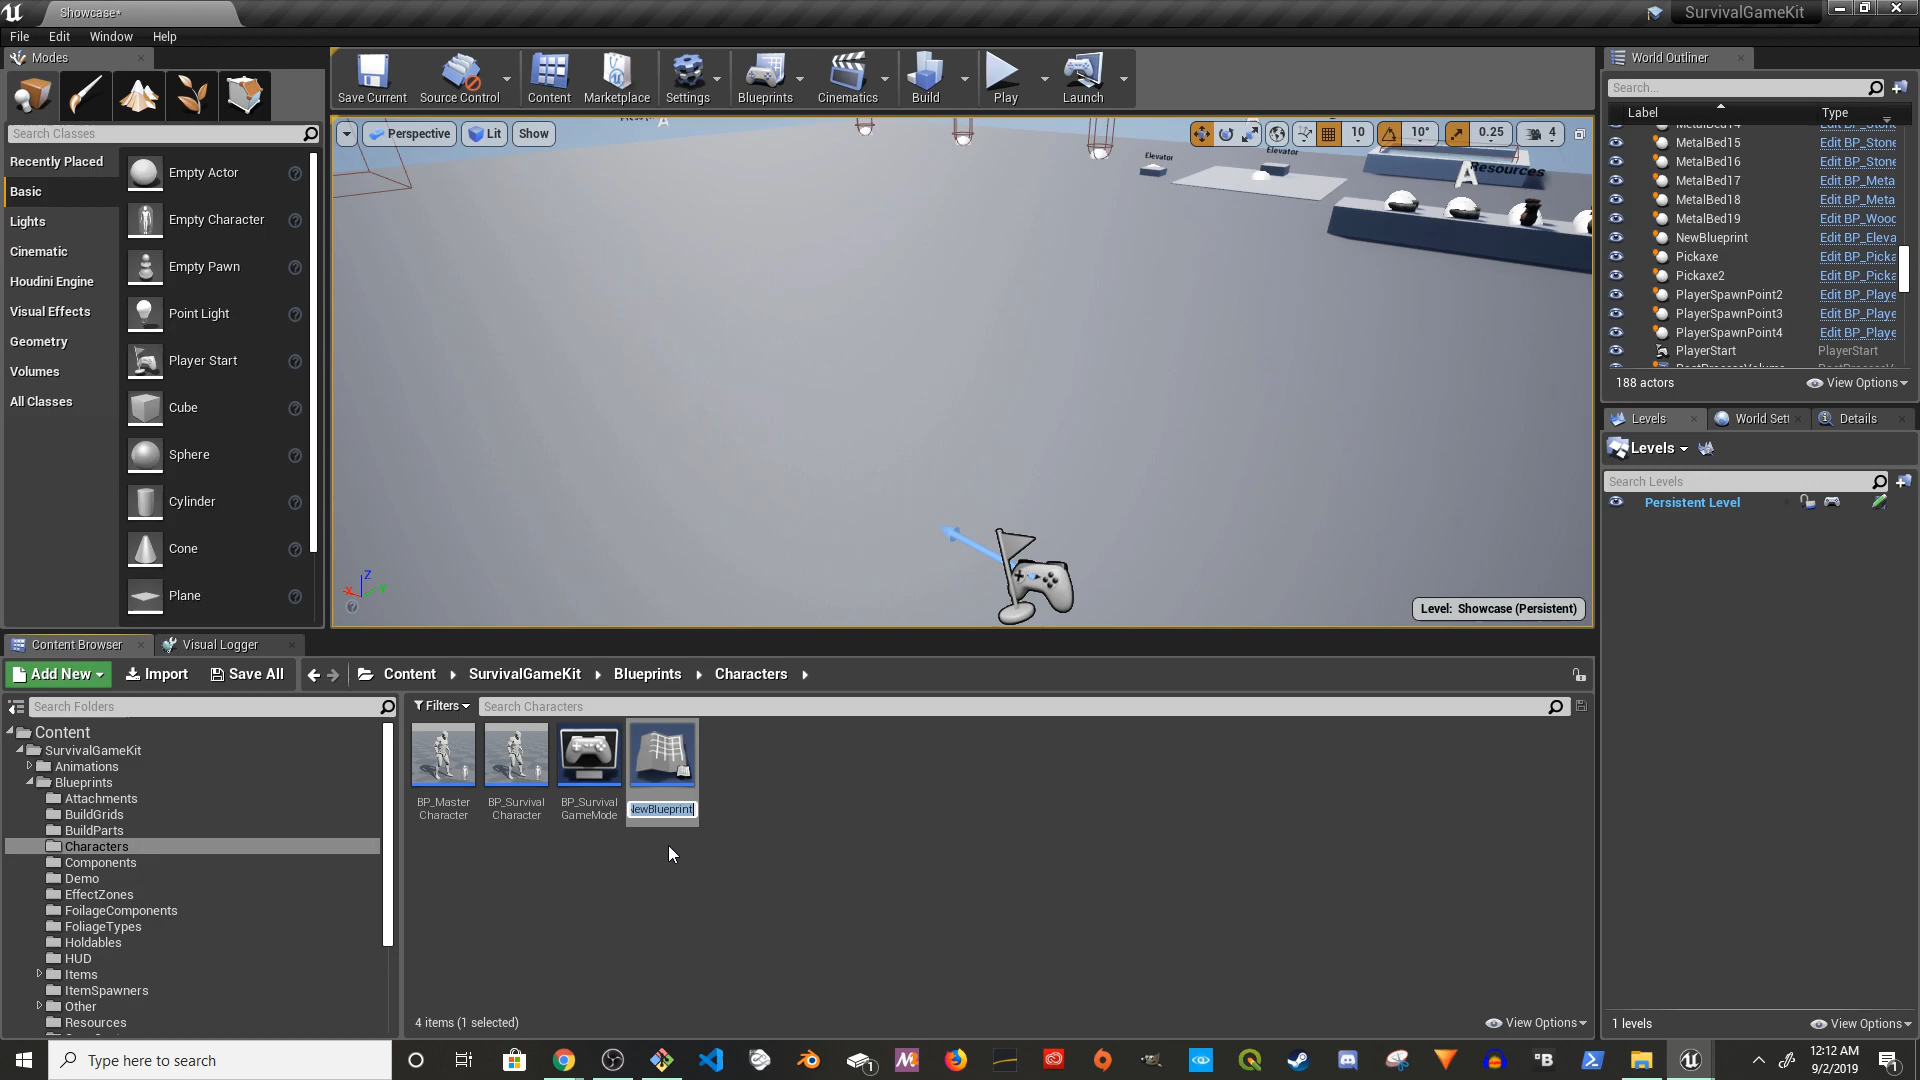 Showcase*
SurvivalGameKit
File Edit Window Help
Modes
Search Classes
Recently Placed
Basic
Lights
Cinematic
Houdini Engine
Visual Effects
Geometry
Volumes
All Classes
Empty Actor
Empty Character
Empty Pawn
Point Light
Player Start
Cube
Sphere
Cylinder
Cone
Plane
Save Current
Source Control
Content
Marketplace
Settings
Blueprints
Cinematics
Build
Play
Launch
Perspective
Lit
Show
10
10°
0.25
4
Elevator
Elevator
Resources
A
A
X
Z
Y
Level: Showcase (Persistent)
World Outliner
Search...
Label Type
MetalBed14 Edit BP_Stone
MetalBed15 Edit BP_Stone
MetalBed16 Edit BP_Stone
MetalBed17 Edit BP_Meta
MetalBed18 Edit BP_Meta
MetalBed19 Edit BP_Wood
NewBlueprint Edit BP_Eleva
Pickaxe Edit BP_Picka
Pickaxe2 Edit BP_Picka
PlayerSpawnPoint2 Edit BP_Playe
PlayerSpawnPoint3 Edit BP_Playe
PlayerSpawnPoint4 Edit BP_Playe
PlayerStart PlayerStart
188 actors
View Options
Levels
World Sett
Details
Levels
Search Levels
Persistent Level
1 levels
View Options
Content Browser
Visual Logger
Add New
Import
Save All
Content
SurvivalGameKit
Blueprints
Characters
Search Folders
Filters
Search Characters
Content
SurvivalGameKit
Animations
Blueprints
Attachments
BuildGrids
BuildParts
Characters
Components
Demo
EffectZones
FoilageComponents
FoliageTypes
Holdables
HUD
Items
ItemSpawners
Other
Resources
BP_Master
Character
BP_Survival
Character
BP_Survival
GameMode
NewBlueprint
4 items (1 selected)
View Options
Type here to search
12:12 AM
9/2/2019